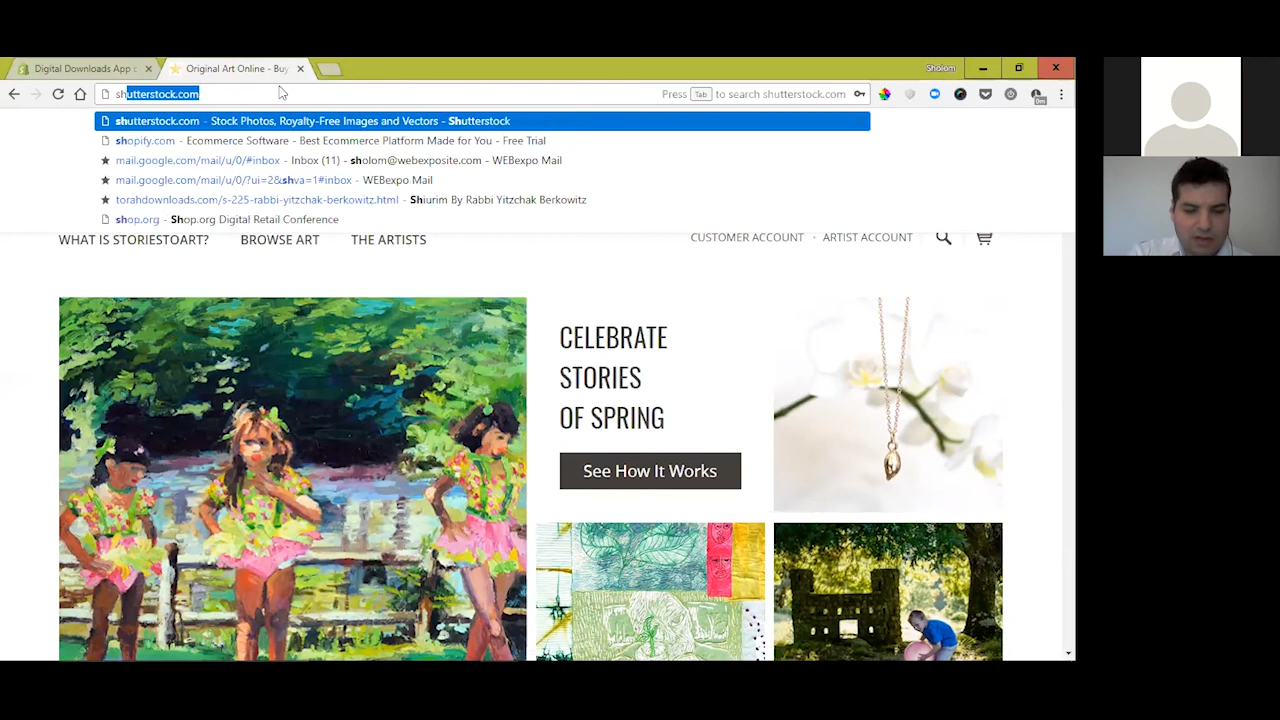 Digital Downloads App
Original Art Online - Buy
Sholom
shutterstock.com
Press Tab to search shutterstock.com
0m
shutterstock.com - Stock Photos, Royalty-Free Images and Vectors - Shutterstock
shopify.com - Ecommerce Software - Best Ecommerce Platform Made for You - Free Trial
mail.google.com/mail/u/0/#inbox - Inbox (11) - sholom@webexposite.com - WEBexpo Mail
mail.google.com/mail/u/0/?ui=2&shva=1#inbox - WEBexpo Mail
torahdownloads.com/s-225-rabbi-yitzchak-berkowitz.html - Shiurim By Rabbi Yitzchak Berkowitz
shop.org - Shop.org Digital Retail Conference
WHAT IS STORIESTOART? BROWSE ART THE ARTISTS CUSTOMER ACCOUNT · ARTIST ACCOUNT
CELEBRATE
STORIES
OF SPRING
See How It Works